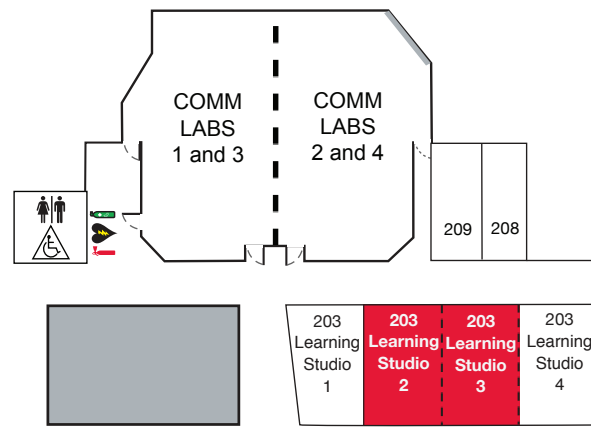 COMM
LABS
1 and 3
COMM
LABS
2 and 4
209
208
203
Learning
Studio
1
203
Learning
Studio
2
203
Learning
Studio
3
203
Learning
Studio
4